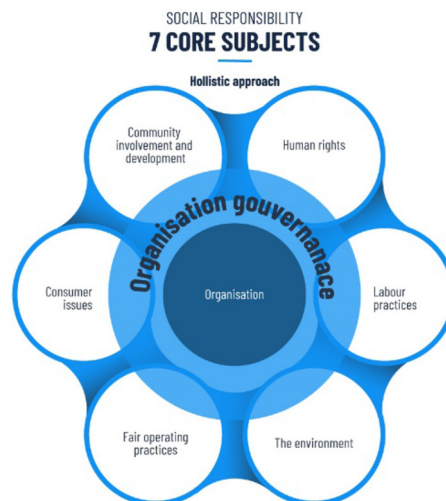 SOCIAL RESPONSIBILITY
7 CORE SUBJECTS
Hollistic approach
Community
involvement and
development
Human rights
Organisation gouvernanace
Consumer
issues
Organisation
Labour
practices
Fair operating
practices
The environment